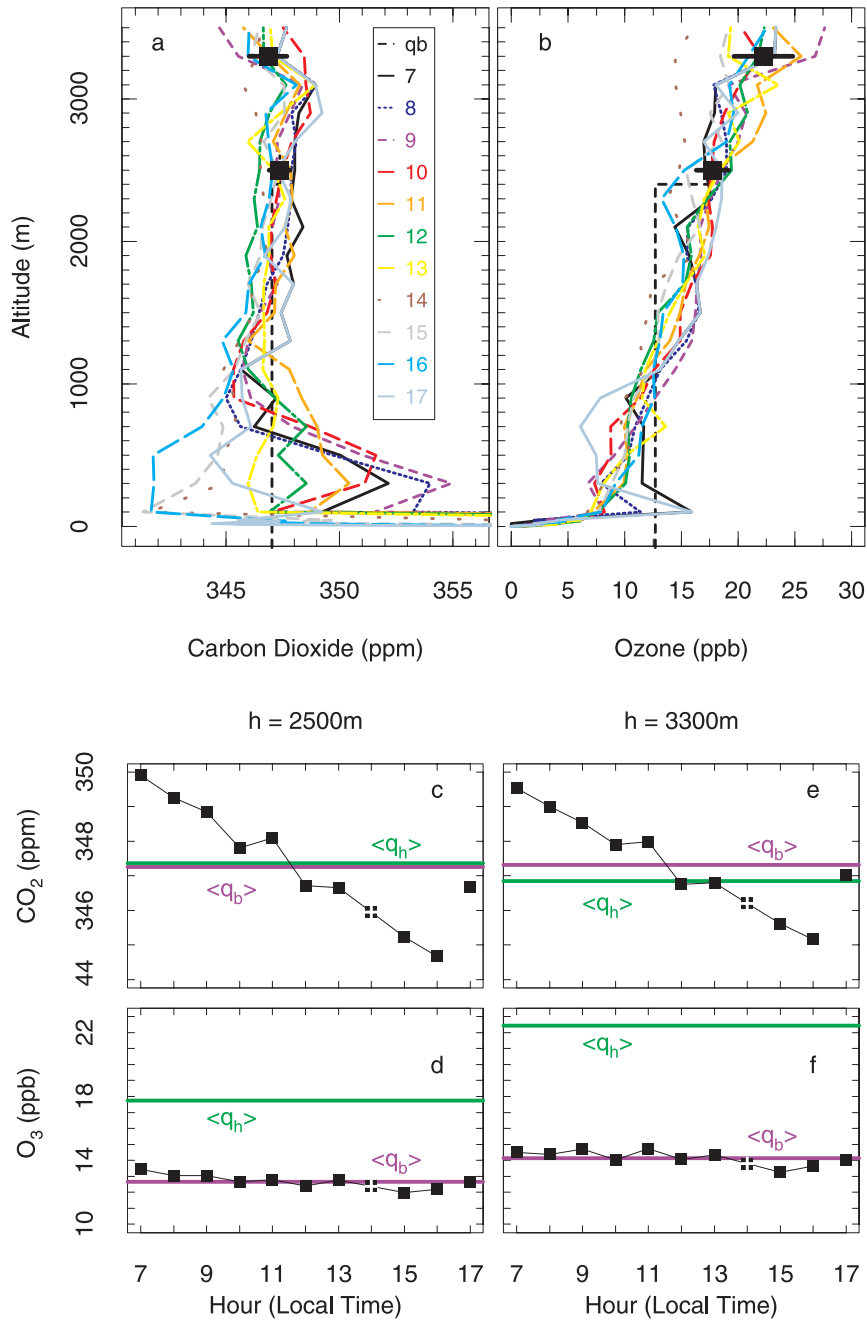 a
b
qb
7
8
9
10
11
12
13
14
15
16
17
Altitude (m)
3000
2000
1000
0
345
350
355
0
5
10
15
20
25
30
Carbon Dioxide (ppm)
Ozone (ppb)
h = 2500m
h = 3300m
CO2 (ppm)
350
348
346
44
c
<qh>
<qb>
e
<qb>
<qh>
O3 (ppb)
22
18
14
10
d
<qh>
<qb>
f
<qh>
<qb>
7
9
11
13
15
17
7
9
11
13
15
17
Hour (Local Time)
Hour (Local Time)